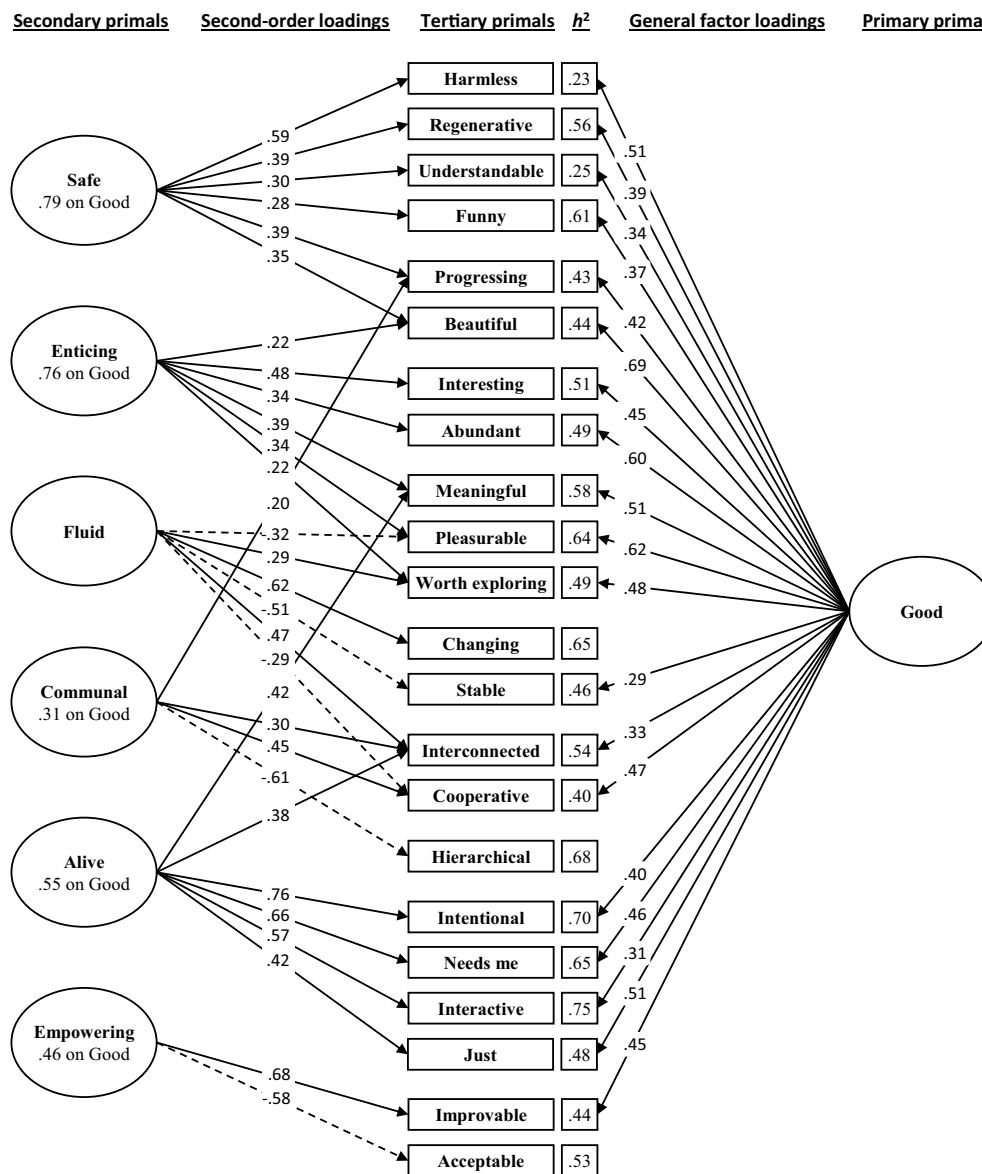 Secondary primals Second-order loadings Tertiary primals h² General factor loadings Primary prima
Safe
.79 on Good
Enticing
.76 on Good
Fluid
Communal
.31 on Good
Alive
.55 on Good
Empowering
.46 on Good
.59
.39
.30
.28
.39
.35
.22
.48
.34
.39
.34
.22
.20
-.32
.29
.62
-.51
.47
-.29
.42
.30
.45
-.61
.38
.76
.66
.57
.42
.68
-.58
Harmless .23
Regenerative .56
Understandable .25
Funny .61
Progressing .43
Beautiful .44
Interesting .51
Abundant .49
Meaningful .58
Pleasurable .64
Worth exploring .49
Changing .65
Stable .46
Interconnected .54
Cooperative .40
Hierarchical .68
Intentional .70
Needs me .65
Interactive .75
Just .48
Improvable .44
Acceptable .53
.51
.39
.34
.37
.42
.69
.45
.60
.51
.62
.48
.29
.33
.47
.40
.46
.31
.51
.45
Good